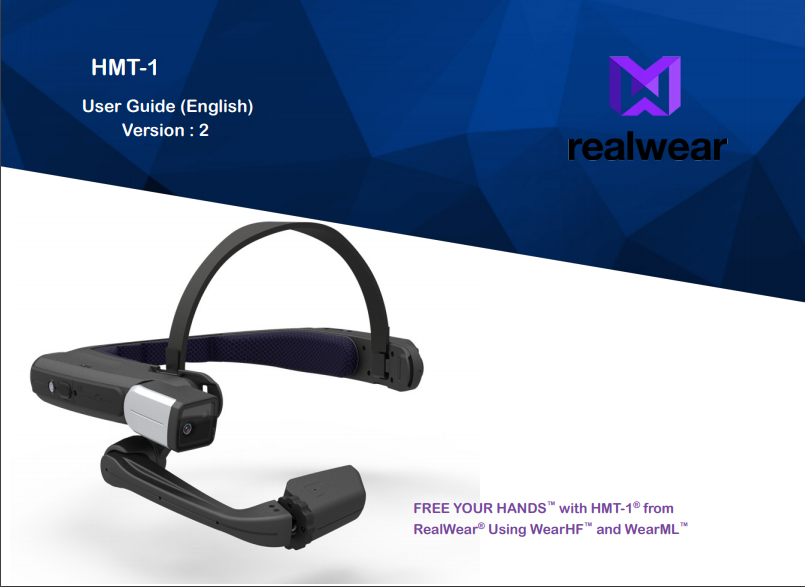 HMT-1
User Guide (English)
Version : 2
realwear
FREE YOUR HANDS™ with HMT-1® from
RealWear® Using WearHF™ and WearML™